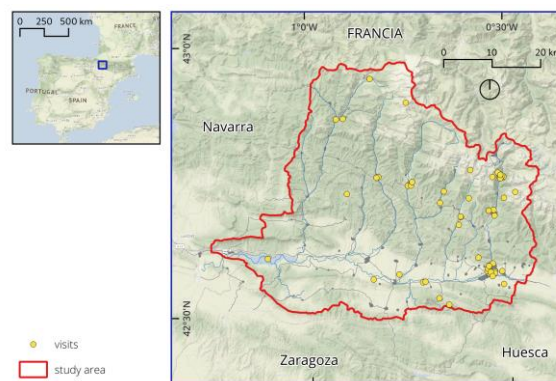 0 250 500 km
FRANCE
PORTUGAL
SPAIN
1°0'W
0°30'W
FRANCIA
0 10 20 km
43°0'N
Navarra
42°30'N
Zaragoza
Huesca
visits
study area